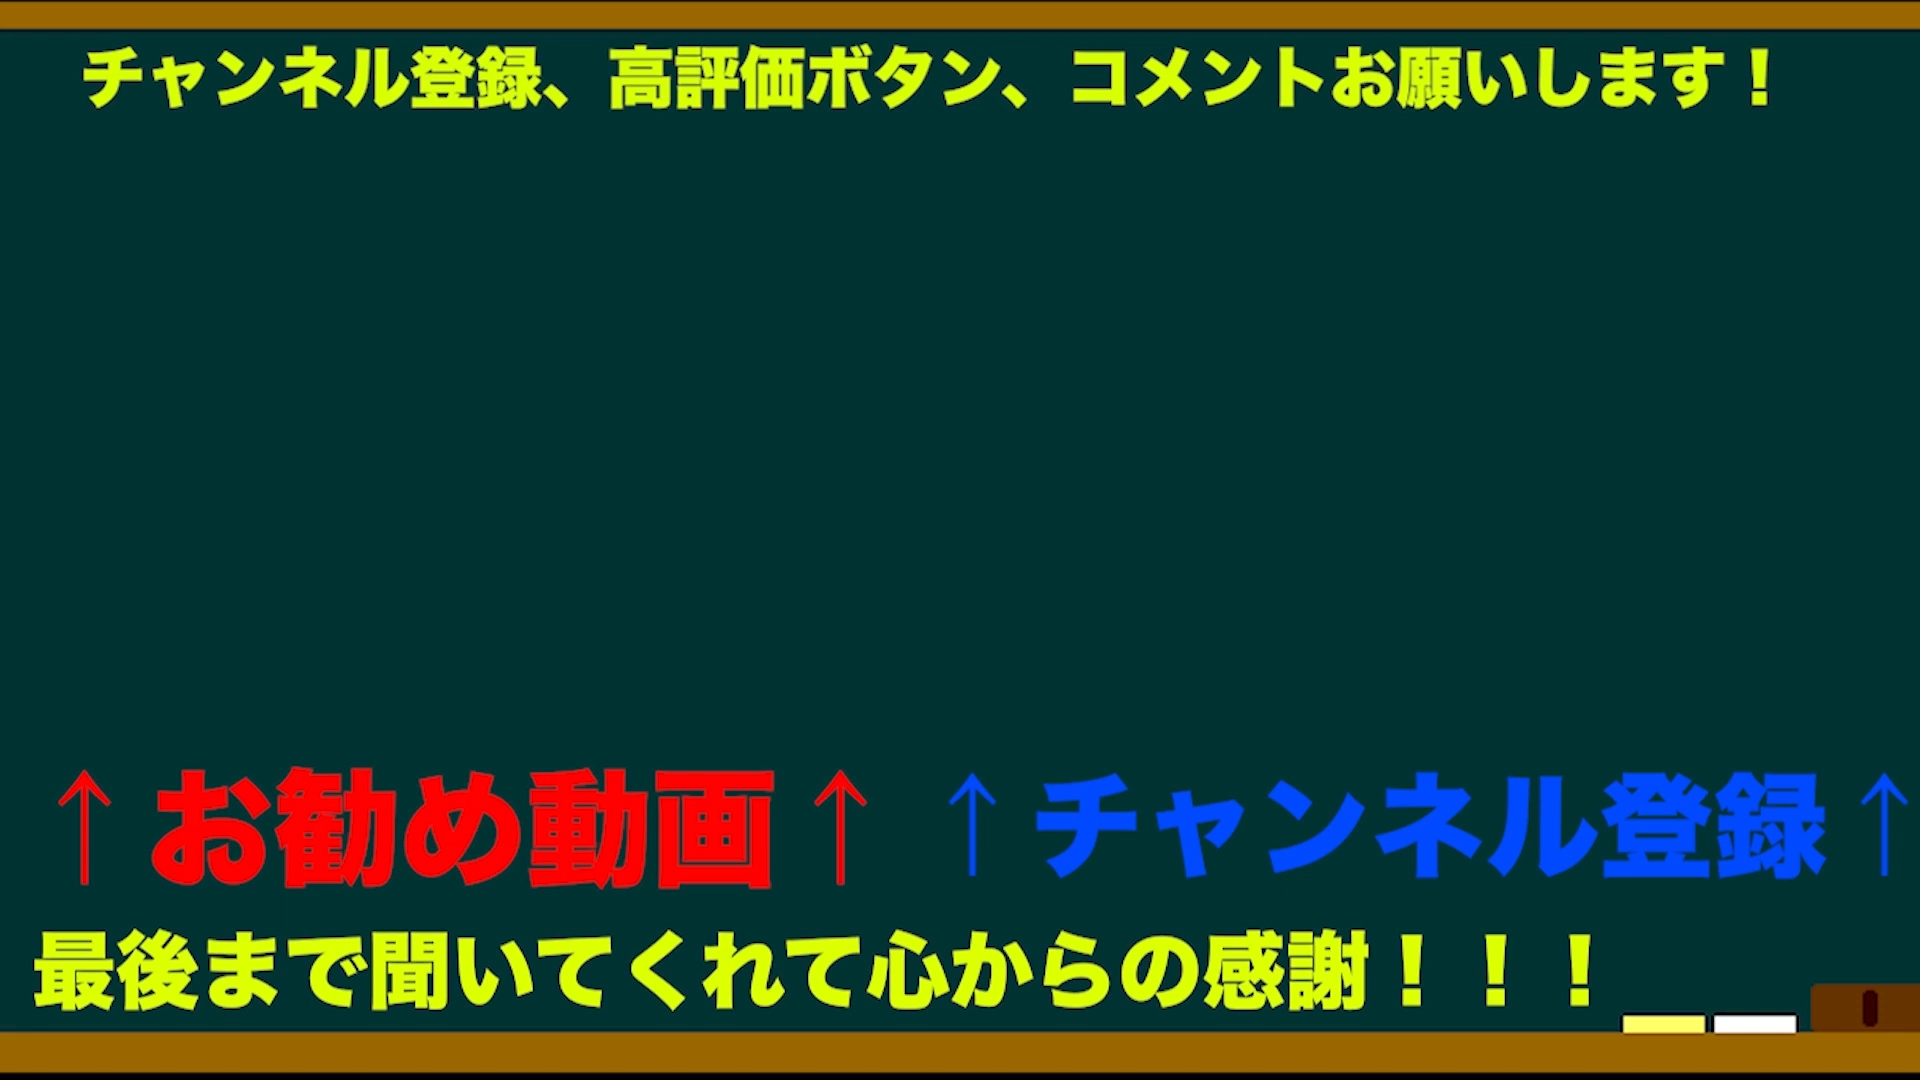 チャンネル登録、高評価ボタン、コメントお願いします！
↑お勧め動画↑ ↑チャンネル登録↑
最後まで聞いてくれて心からの感謝！！！